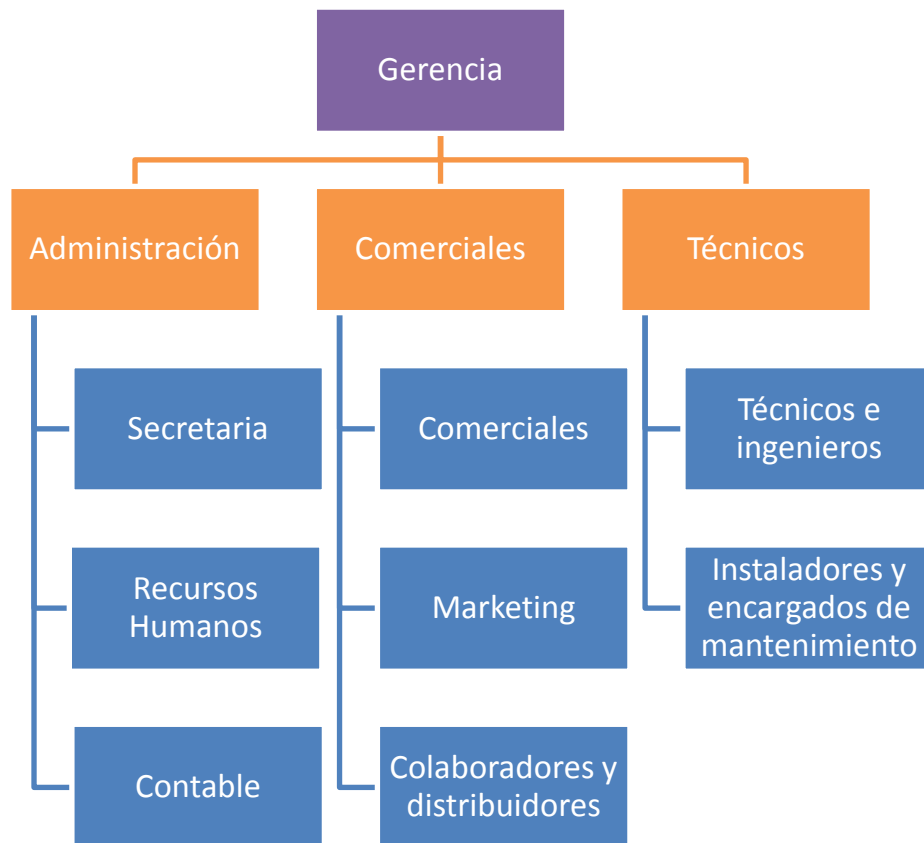 Gerencia
Administración
Comerciales
Técnicos
Secretaria
Comerciales
Técnicos e
ingenieros
Recursos
Humanos
Marketing
Instaladores y
encargados de
mantenimiento
Contable
Colaboradores y
distribuidores